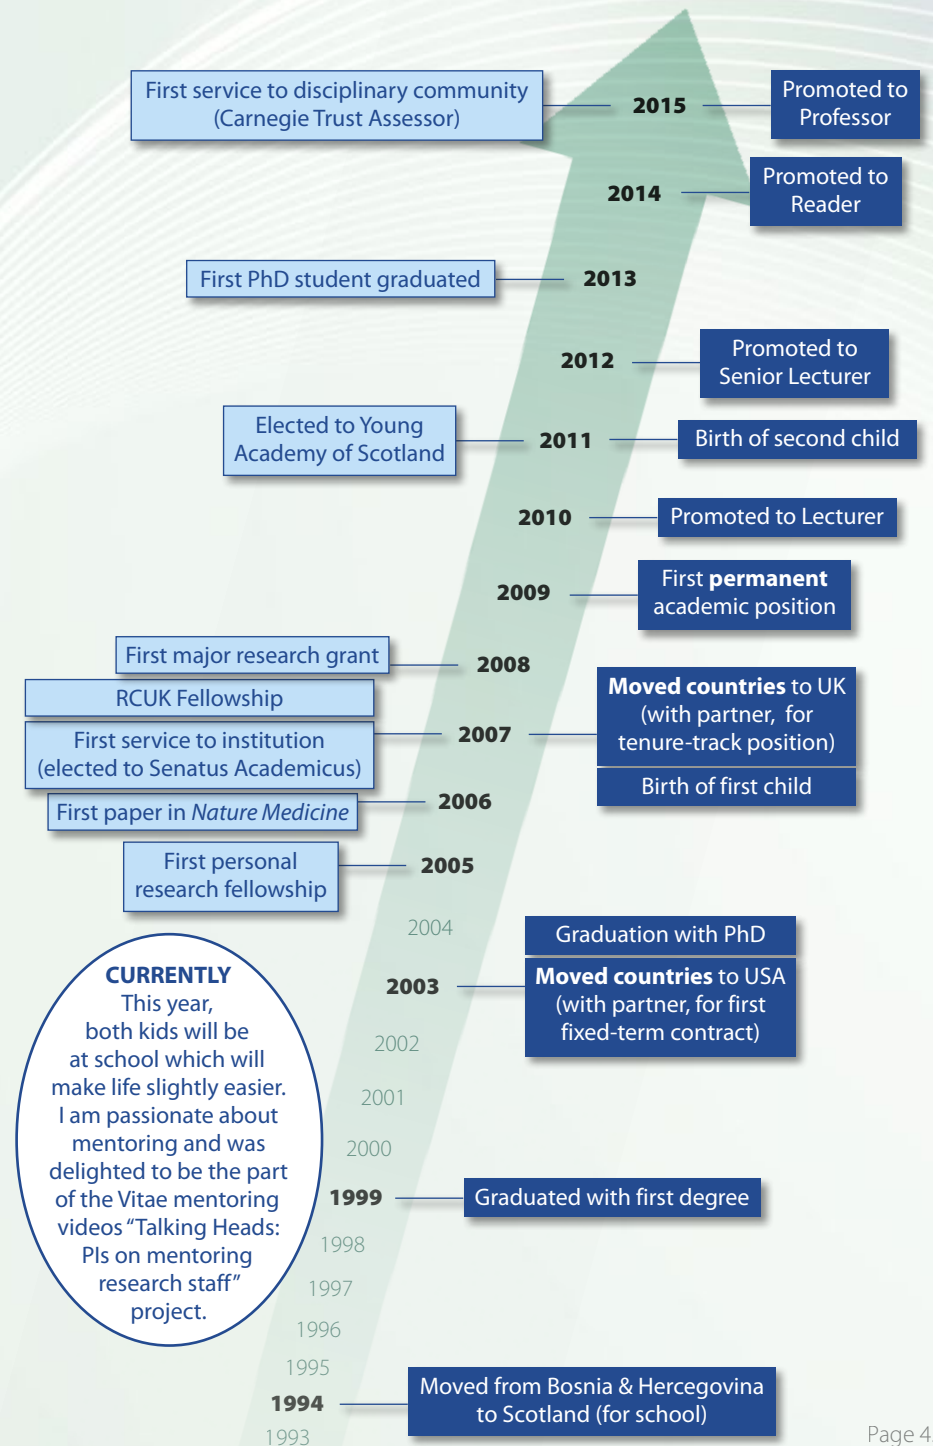 First service to disciplinary community
(Carnegie Trust Assessor)
2015
Promoted to
Professor
2014
Promoted to
Reader
First PhD student graduated
2013
2012
Promoted to
Senior Lecturer
Elected to Young
Academy of Scotland
2011
Birth of second child
2010
Promoted to Lecturer
2009
First permanent
academic position
First major research grant
2008
RCUK Fellowship
First service to institution
(elected to Senatus Academicus)
2007
Moved countries to UK
(with partner, for
tenure-track position)
Birth of first child
First paper in Nature Medicine
2006
First personal
research fellowship
2005
2004
Graduation with PhD
2003
Moved countries to USA
(with partner, for first
fixed-term contract)
2002
2001
2000
CURRENTLY
This year,
both kids will be
at school which will
make life slightly easier.
I am passionate about
mentoring and was
delighted to be the part
of the Vitae mentoring
videos “Talking Heads:
PIs on mentoring
research staff”
project.
1999
Graduated with first degree
1998
1997
1996
1995
1994
Moved from Bosnia & Hercegovina
to Scotland (for school)
1993
Page 4